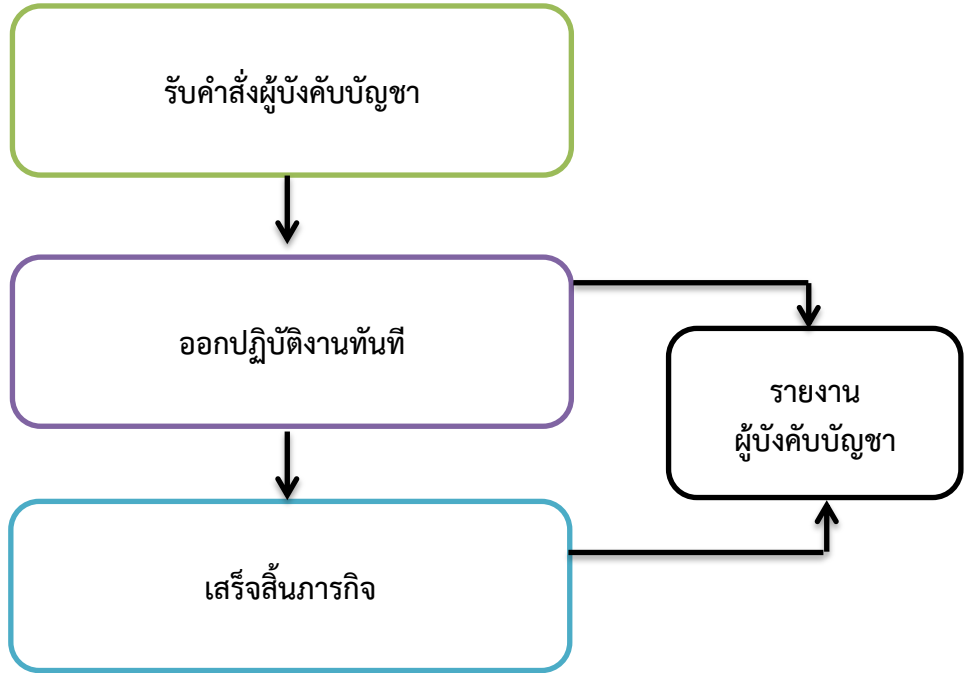 รับคำสั่งผู้บังคับบัญชา
ออกปฏิบัติงานทันที
รายงาน
ผู้บังคับบัญชา
เสร็จสิ้นภารกิจ